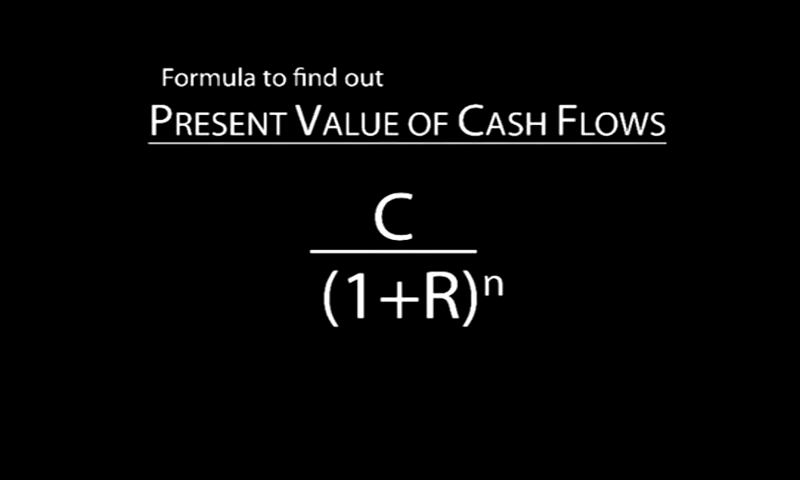 Formula to find out
PRESENT VALUE OF CASH FLOWS
C
(1+R)ⁿ